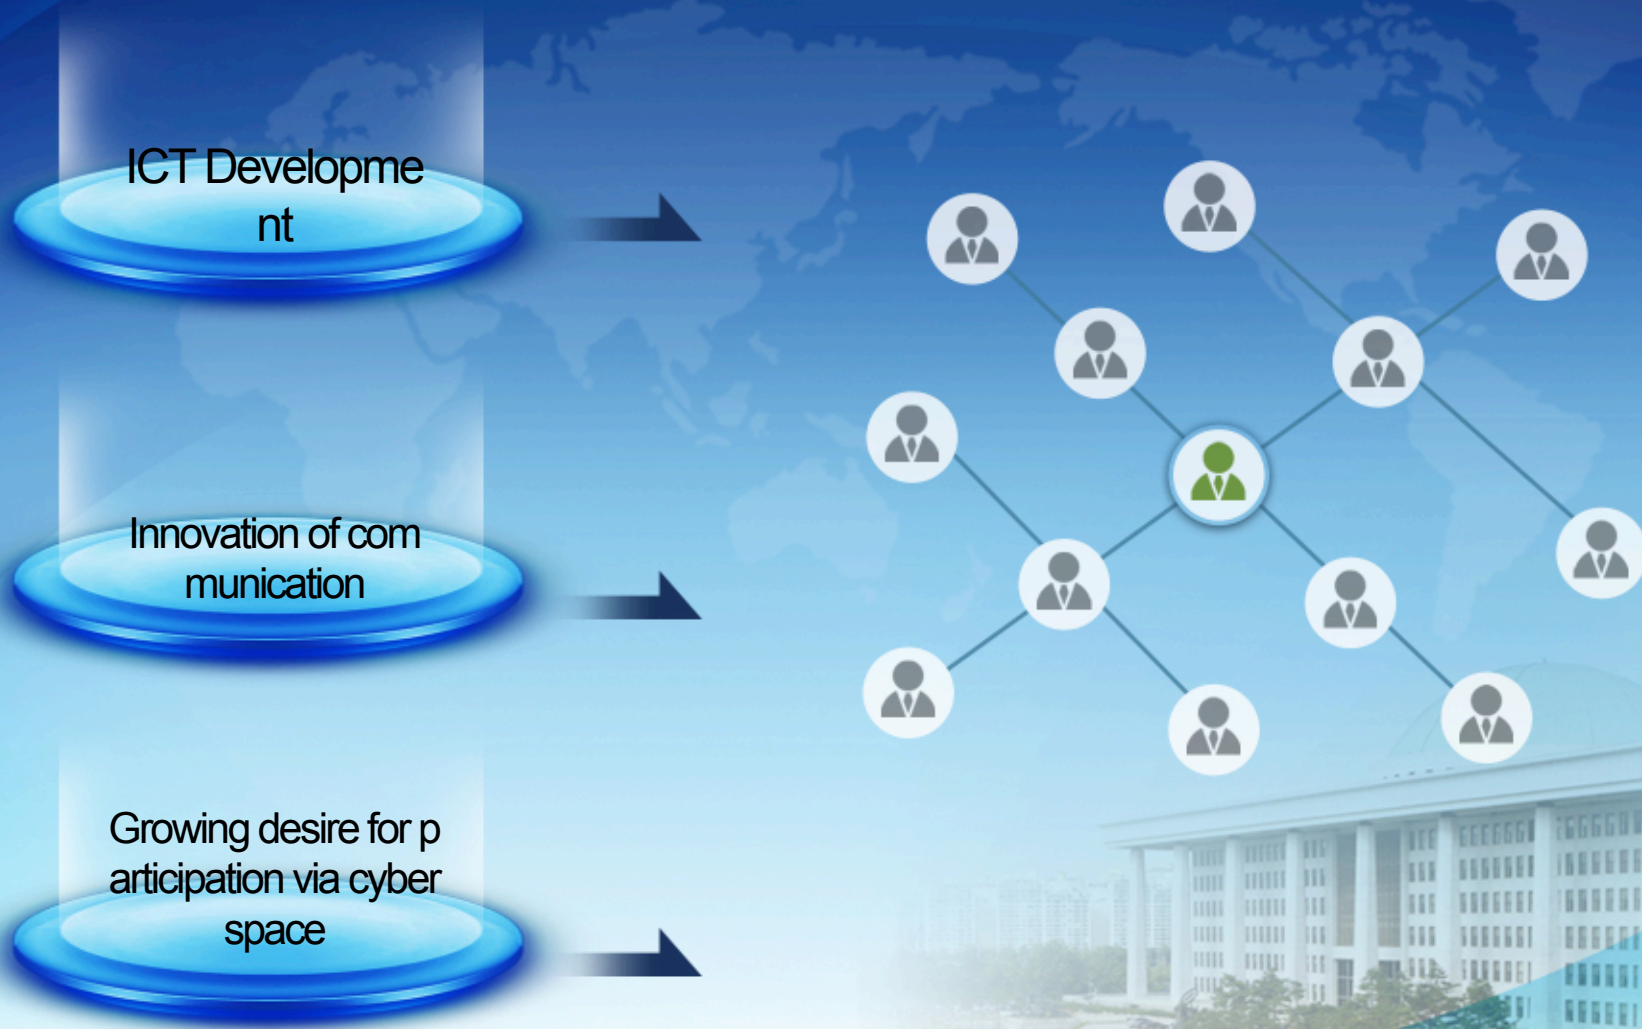 ICT Developme
nt
Innovation of com
munication
Growing desire for p
articipation via cyber
space